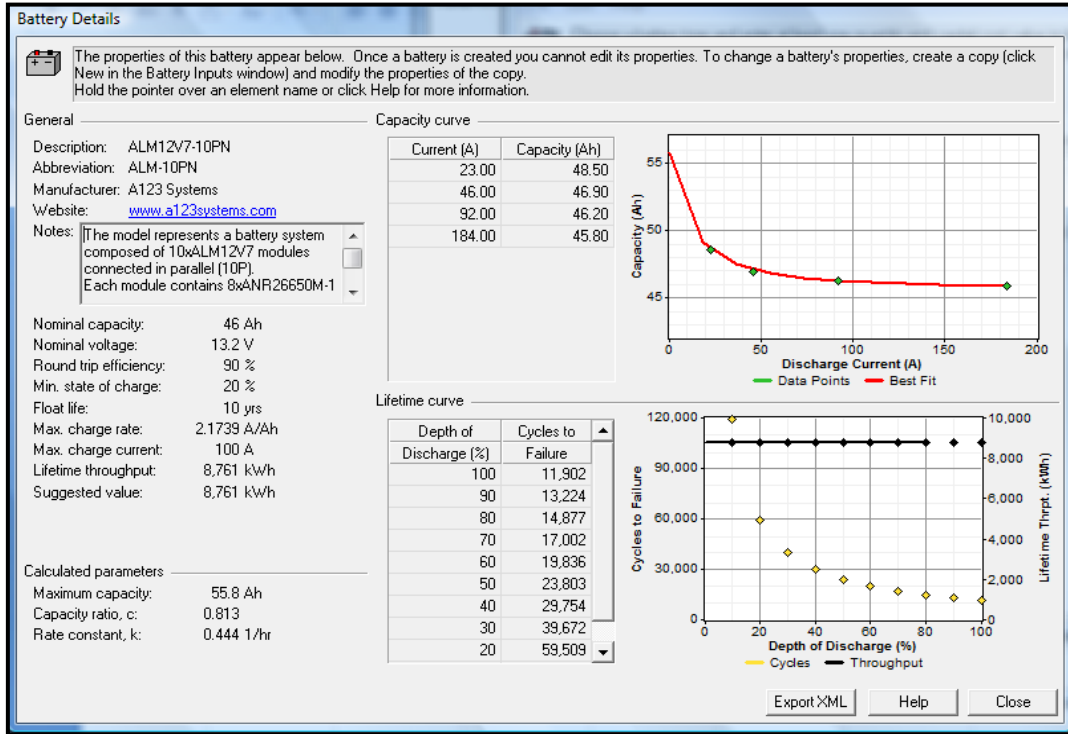 Battery Details
The properties of this battery appear below. Once a battery is created you cannot edit its properties. To change a battery's properties, create a copy (click
New in the Battery Inputs window) and modify the properties of the copy.
Hold the pointer over an element name or click Help for more information.
General
Description: ALM12V7-10PN
Abbreviation: ALM-10PN
Manufacturer: A123 Systems
Website: www.a123systems.com
Notes: The model represents a battery system
composed of 10xALM12V7 modules
connected in parallel (10P).
Each module contains 8xANR26650M-1
Nominal capacity: 46 Ah
Nominal voltage: 13.2 V
Round trip efficiency: 90 %
Min. state of charge: 20 %
Float life: 10 yrs
Max. charge rate: 2.1739 A/Ah
Max. charge current: 100 A
Lifetime throughput: 8,761 kWh
Suggested value: 8,761 kWh
Calculated parameters
Maximum capacity: 55.8 Ah
Capacity ratio, c: 0.813
Rate constant, k: 0.444 1/hr
Capacity curve
Current (A) Capacity (Ah)
23.00 48.50
46.00 46.90
92.00 46.20
184.00 45.80
Capacity (Ah)
55
50
45
0 50 100 150 200
Discharge Current (A)
Data Points Best Fit
Lifetime curve
Depth of Cycles to
Discharge (%) Failure
100 11,902
90 13,224
80 14,877
70 17,002
60 19,836
50 23,803
40 29,754
30 39,672
20 59,509
Cycles to Failure
120,000
90,000
60,000
30,000
0
10,000
8,000
6,000
4,000
2,000
0
Lifetime Thrpt. (kWh)
0 20 40 60 80 100
Depth of Discharge (%)
Cycles Throughput
Export XML Help Close